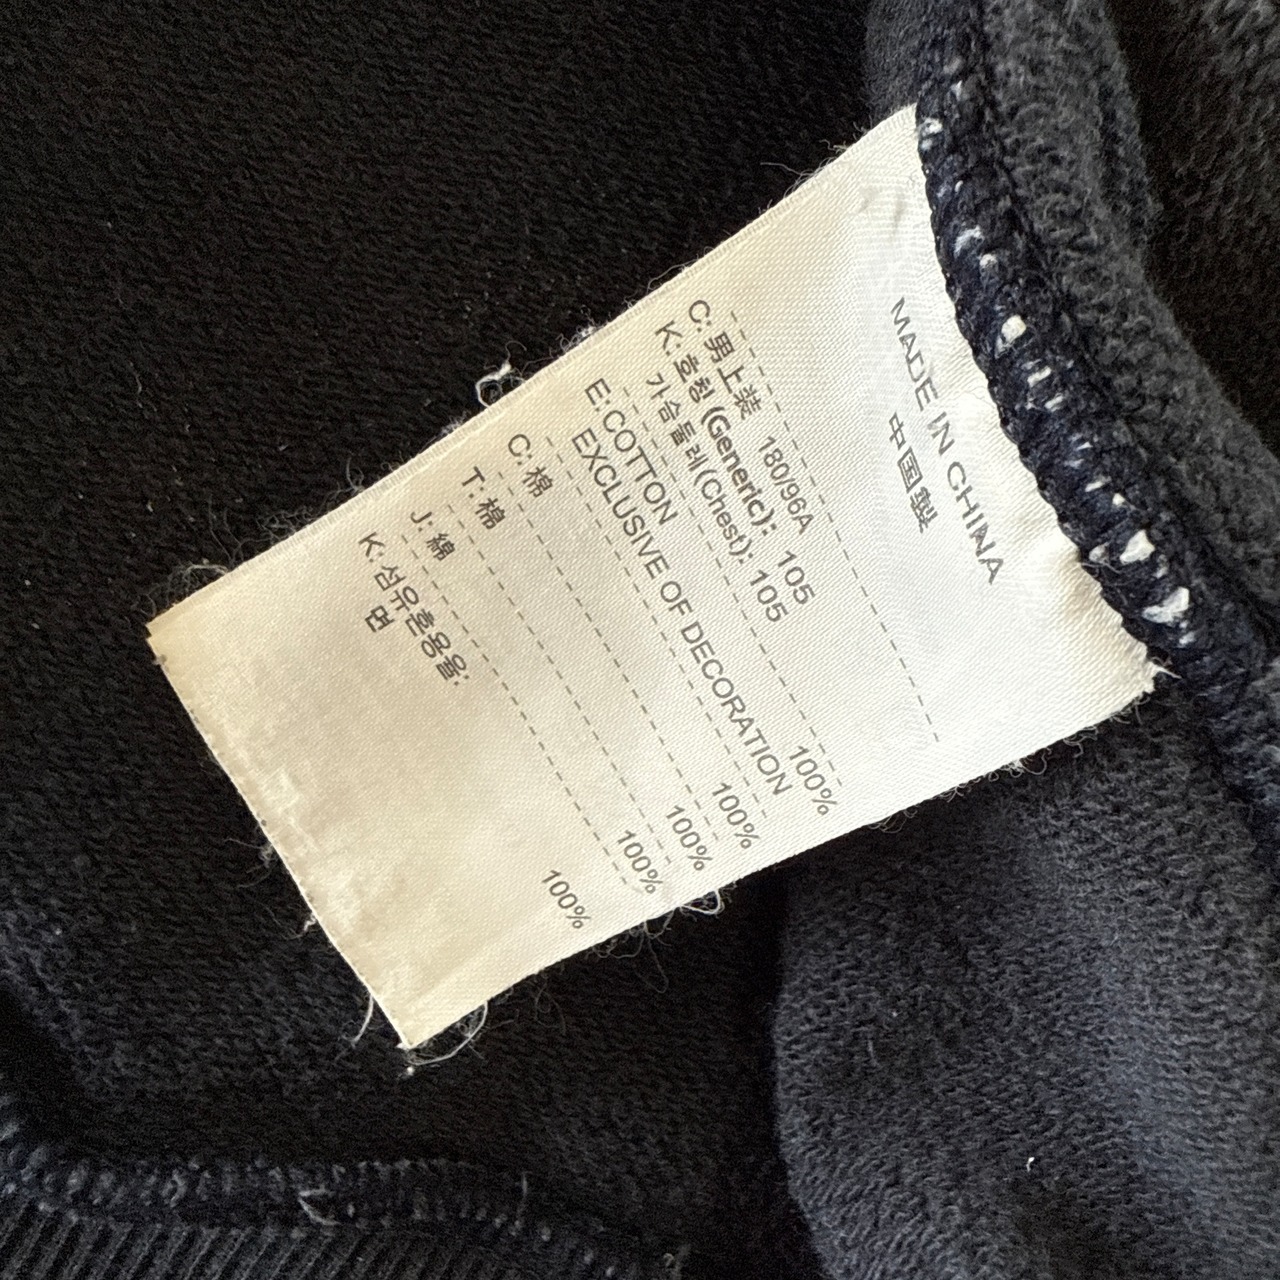 MADE IN CHINA
中国製
C: 男上装 180/96A
K: 호칭 (Generic): 105
가슴둘레(Chest): 105
E:COTTON 100%
EXCLUSIVE OF DECORATION
C: 棉 100%
T: 棉 100%
J: 綿 100%
K: 섬유혼용율:
면 100%